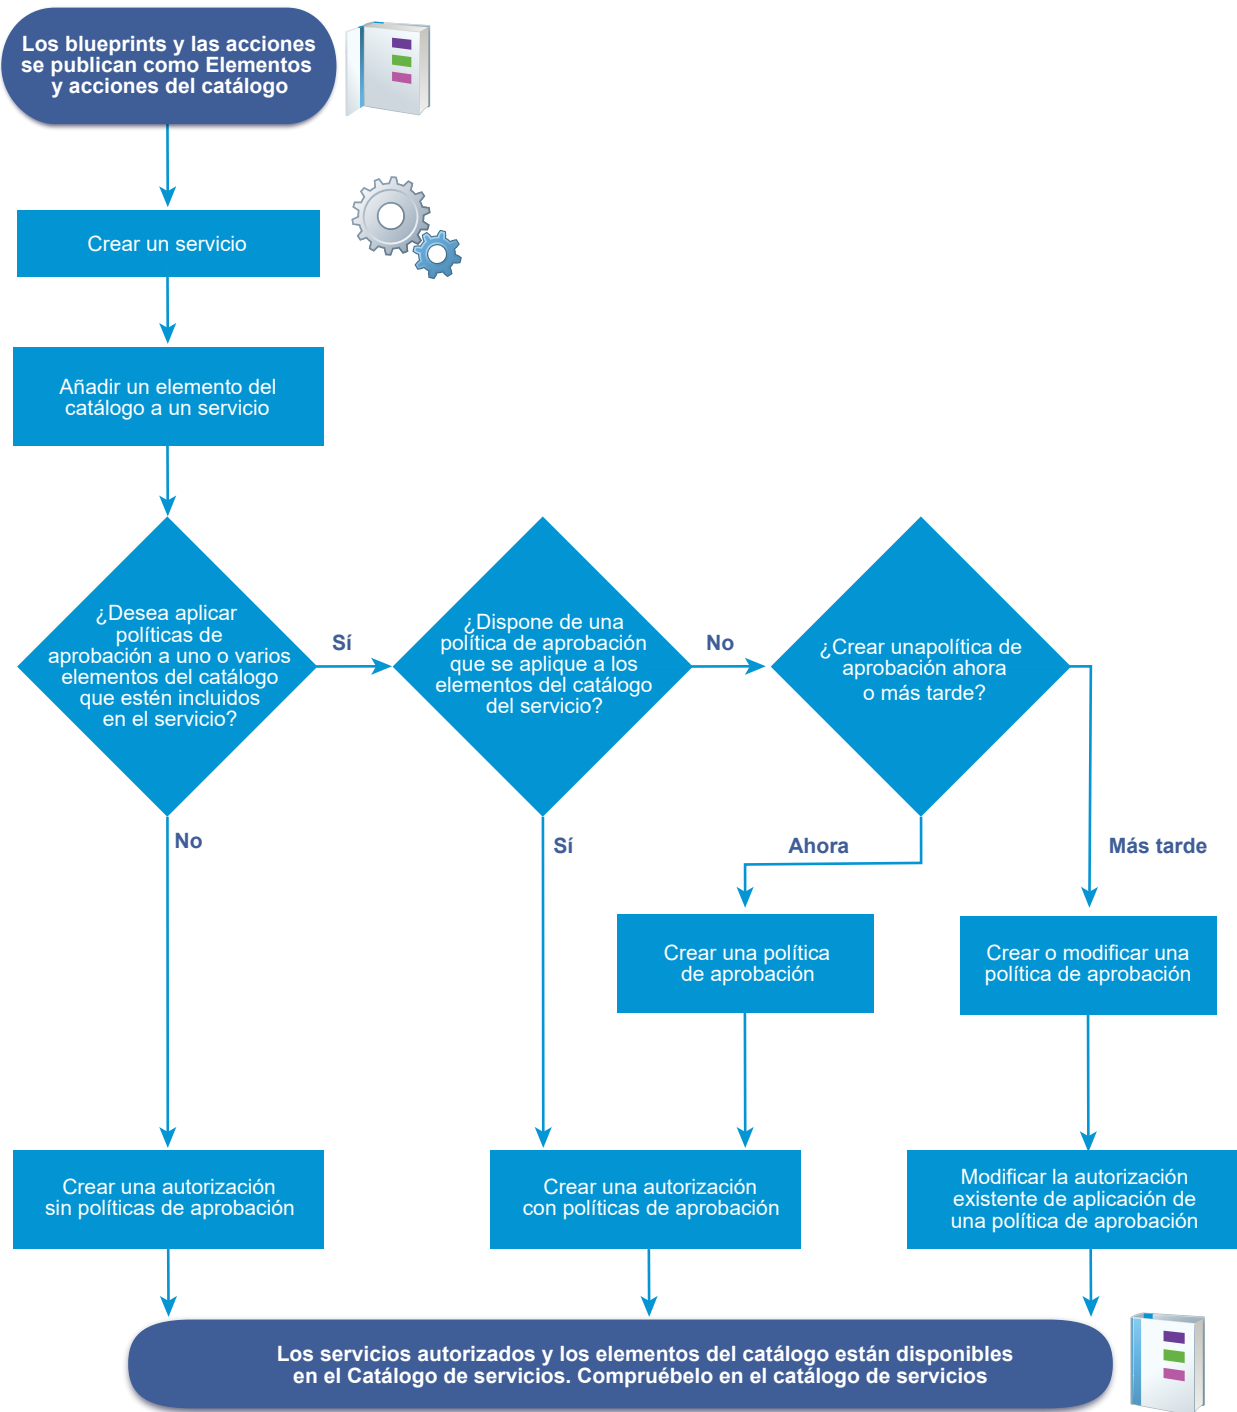 Los blueprints y las acciones
se publican como Elementos
y acciones del catálogo
Crear un servicio
Añadir un elemento del
catálogo a un servicio
¿Desea aplicar
políticas de
aprobación a uno o varios
elementos del catálogo
que estén incluidos
en el servicio?
Sí
¿Dispone de una
política de aprobación
que se aplique a los
elementos del catálogo
del servicio?
No
¿Crear unapolítica de
aprobación ahora
o más tarde?
No
Sí
Ahora
Más tarde
Crear una política
de aprobación
Crear o modificar una
política de aprobación
Crear una autorización
sin políticas de aprobación
Crear una autorización
con políticas de aprobación
Modificar la autorización
existente de aplicación de
una política de aprobación
Los servicios autorizados y los elementos del catálogo están disponibles
en el Catálogo de servicios. Compruébelo en el catálogo de servicios